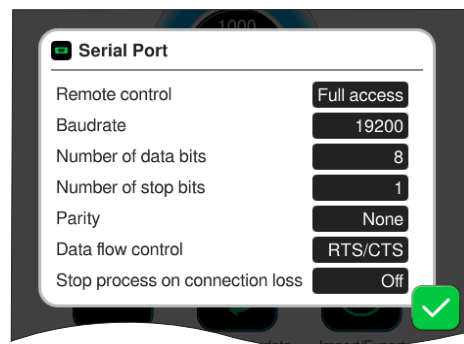 1000
Serial Port
Remote control Full access
Baudrate 19200
Number of data bits 8
Number of stop bits 1
Parity None
Data flow control RTS/CTS
Stop process on connection loss Off